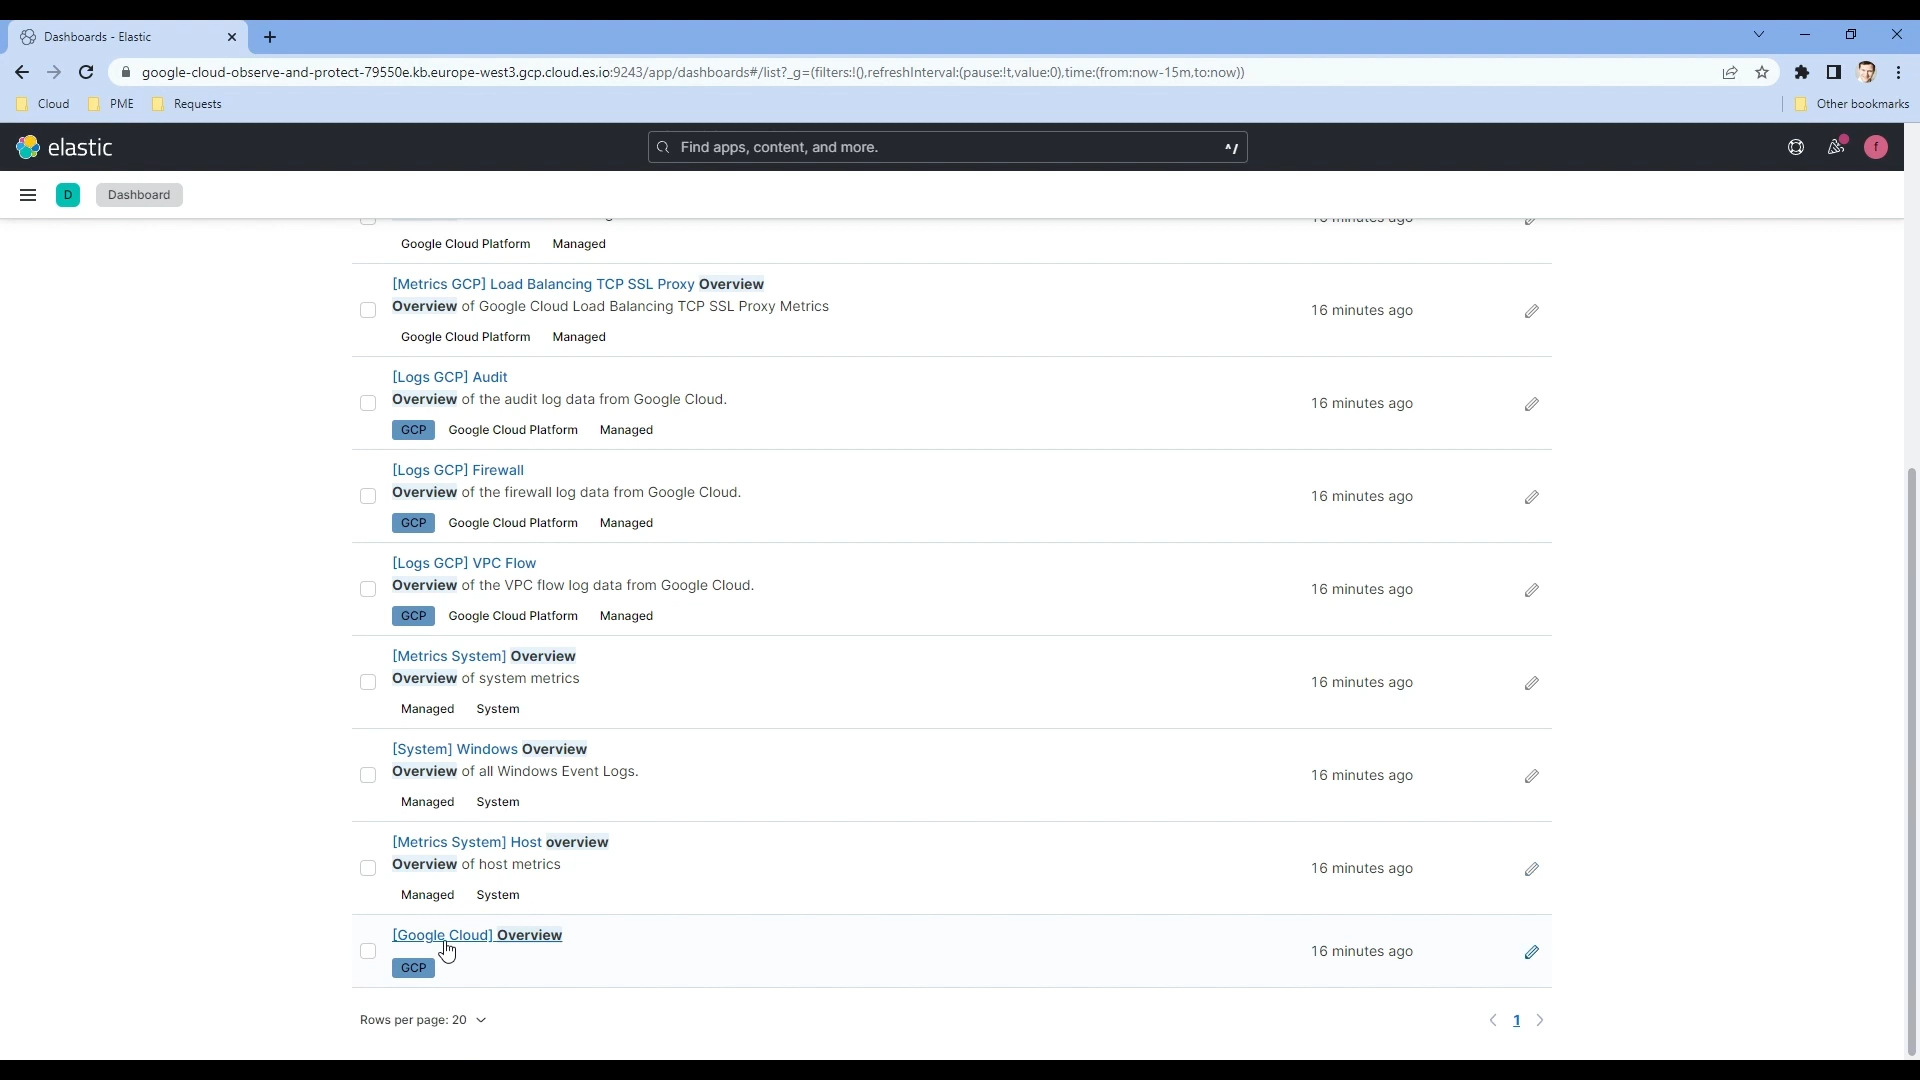 Dashboards - Elastic
google-cloud-observe-and-protect-79550e.kb.europe-west3.gcp.cloud.es.io:9243/app/dashboards#/list?_g=(filters:!(),refreshInterval:(pause:!t,value:0),time:(from:now-15m,to:now))
Cloud PME Requests Other bookmarks
elastic Find apps, content, and more. ^/ f
D Dashboard
16 minutes ago
Google Cloud Platform Managed
[Metrics GCP] Load Balancing TCP SSL Proxy Overview
Overview of Google Cloud Load Balancing TCP SSL Proxy Metrics
16 minutes ago
Google Cloud Platform Managed
[Logs GCP] Audit
Overview of the audit log data from Google Cloud.
16 minutes ago
GCP Google Cloud Platform Managed
[Logs GCP] Firewall
Overview of the firewall log data from Google Cloud.
16 minutes ago
GCP Google Cloud Platform Managed
[Logs GCP] VPC Flow
Overview of the VPC flow log data from Google Cloud.
16 minutes ago
GCP Google Cloud Platform Managed
[Metrics System] Overview
Overview of system metrics
16 minutes ago
Managed System
[System] Windows Overview
Overview of all Windows Event Logs.
16 minutes ago
Managed System
[Metrics System] Host overview
Overview of host metrics
16 minutes ago
Managed System
[Google Cloud] Overview
16 minutes ago
GCP
Rows per page: 20 1